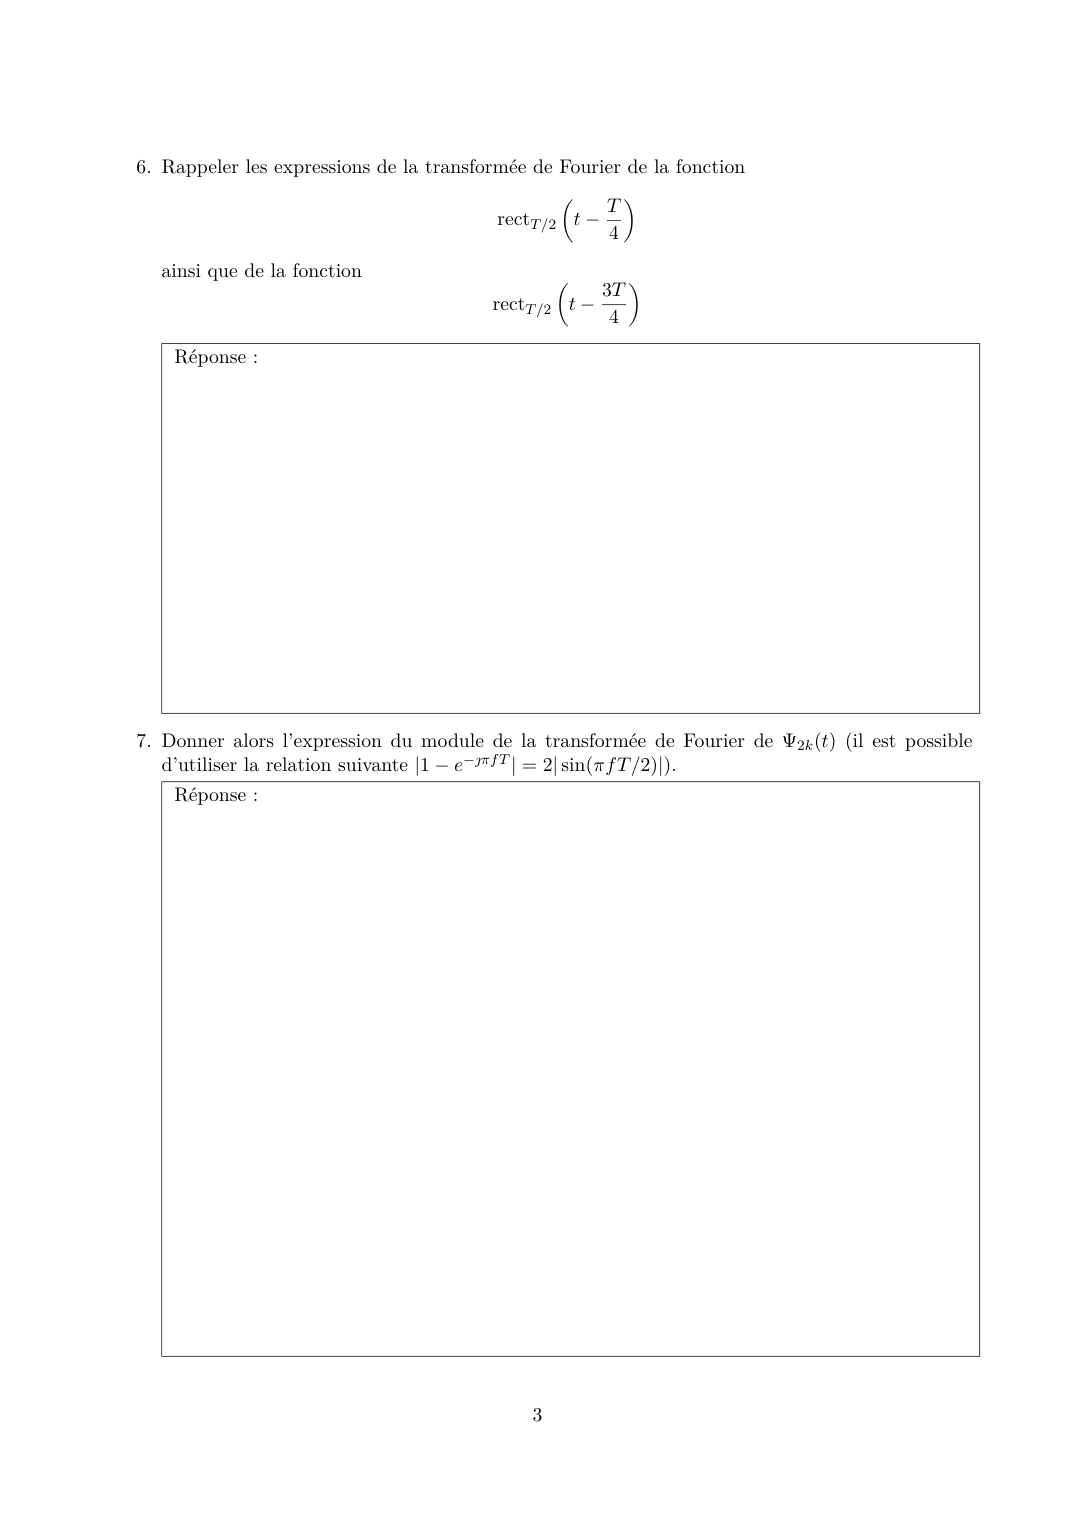 6. Rappeler les expressions de la transformée de Fourier de la fonction
rect_{T/2} (t − T/4)
ainsi que de la fonction
rect_{T/2} (t − 3T/4)
Réponse :
7. Donner alors l'expression du module de la transformée de Fourier de Ψ_{2k}(t) (il est possible
d'utiliser la relation suivante |1 − e^{−ȷπfT}| = 2| sin(πfT/2)|).
Réponse :
3